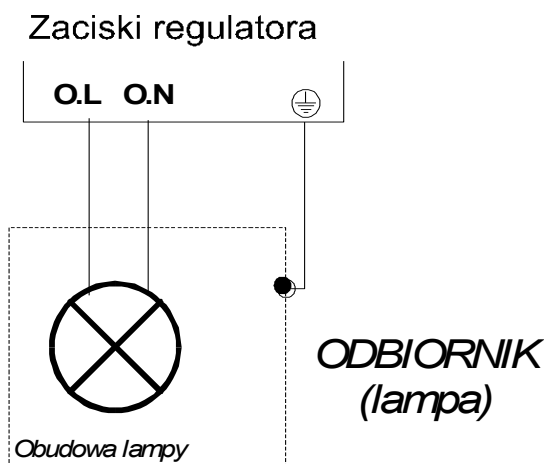 Zaciski regulatora
O.L O.N
ODBIORNIK
(lampa)
Obudowa lampy